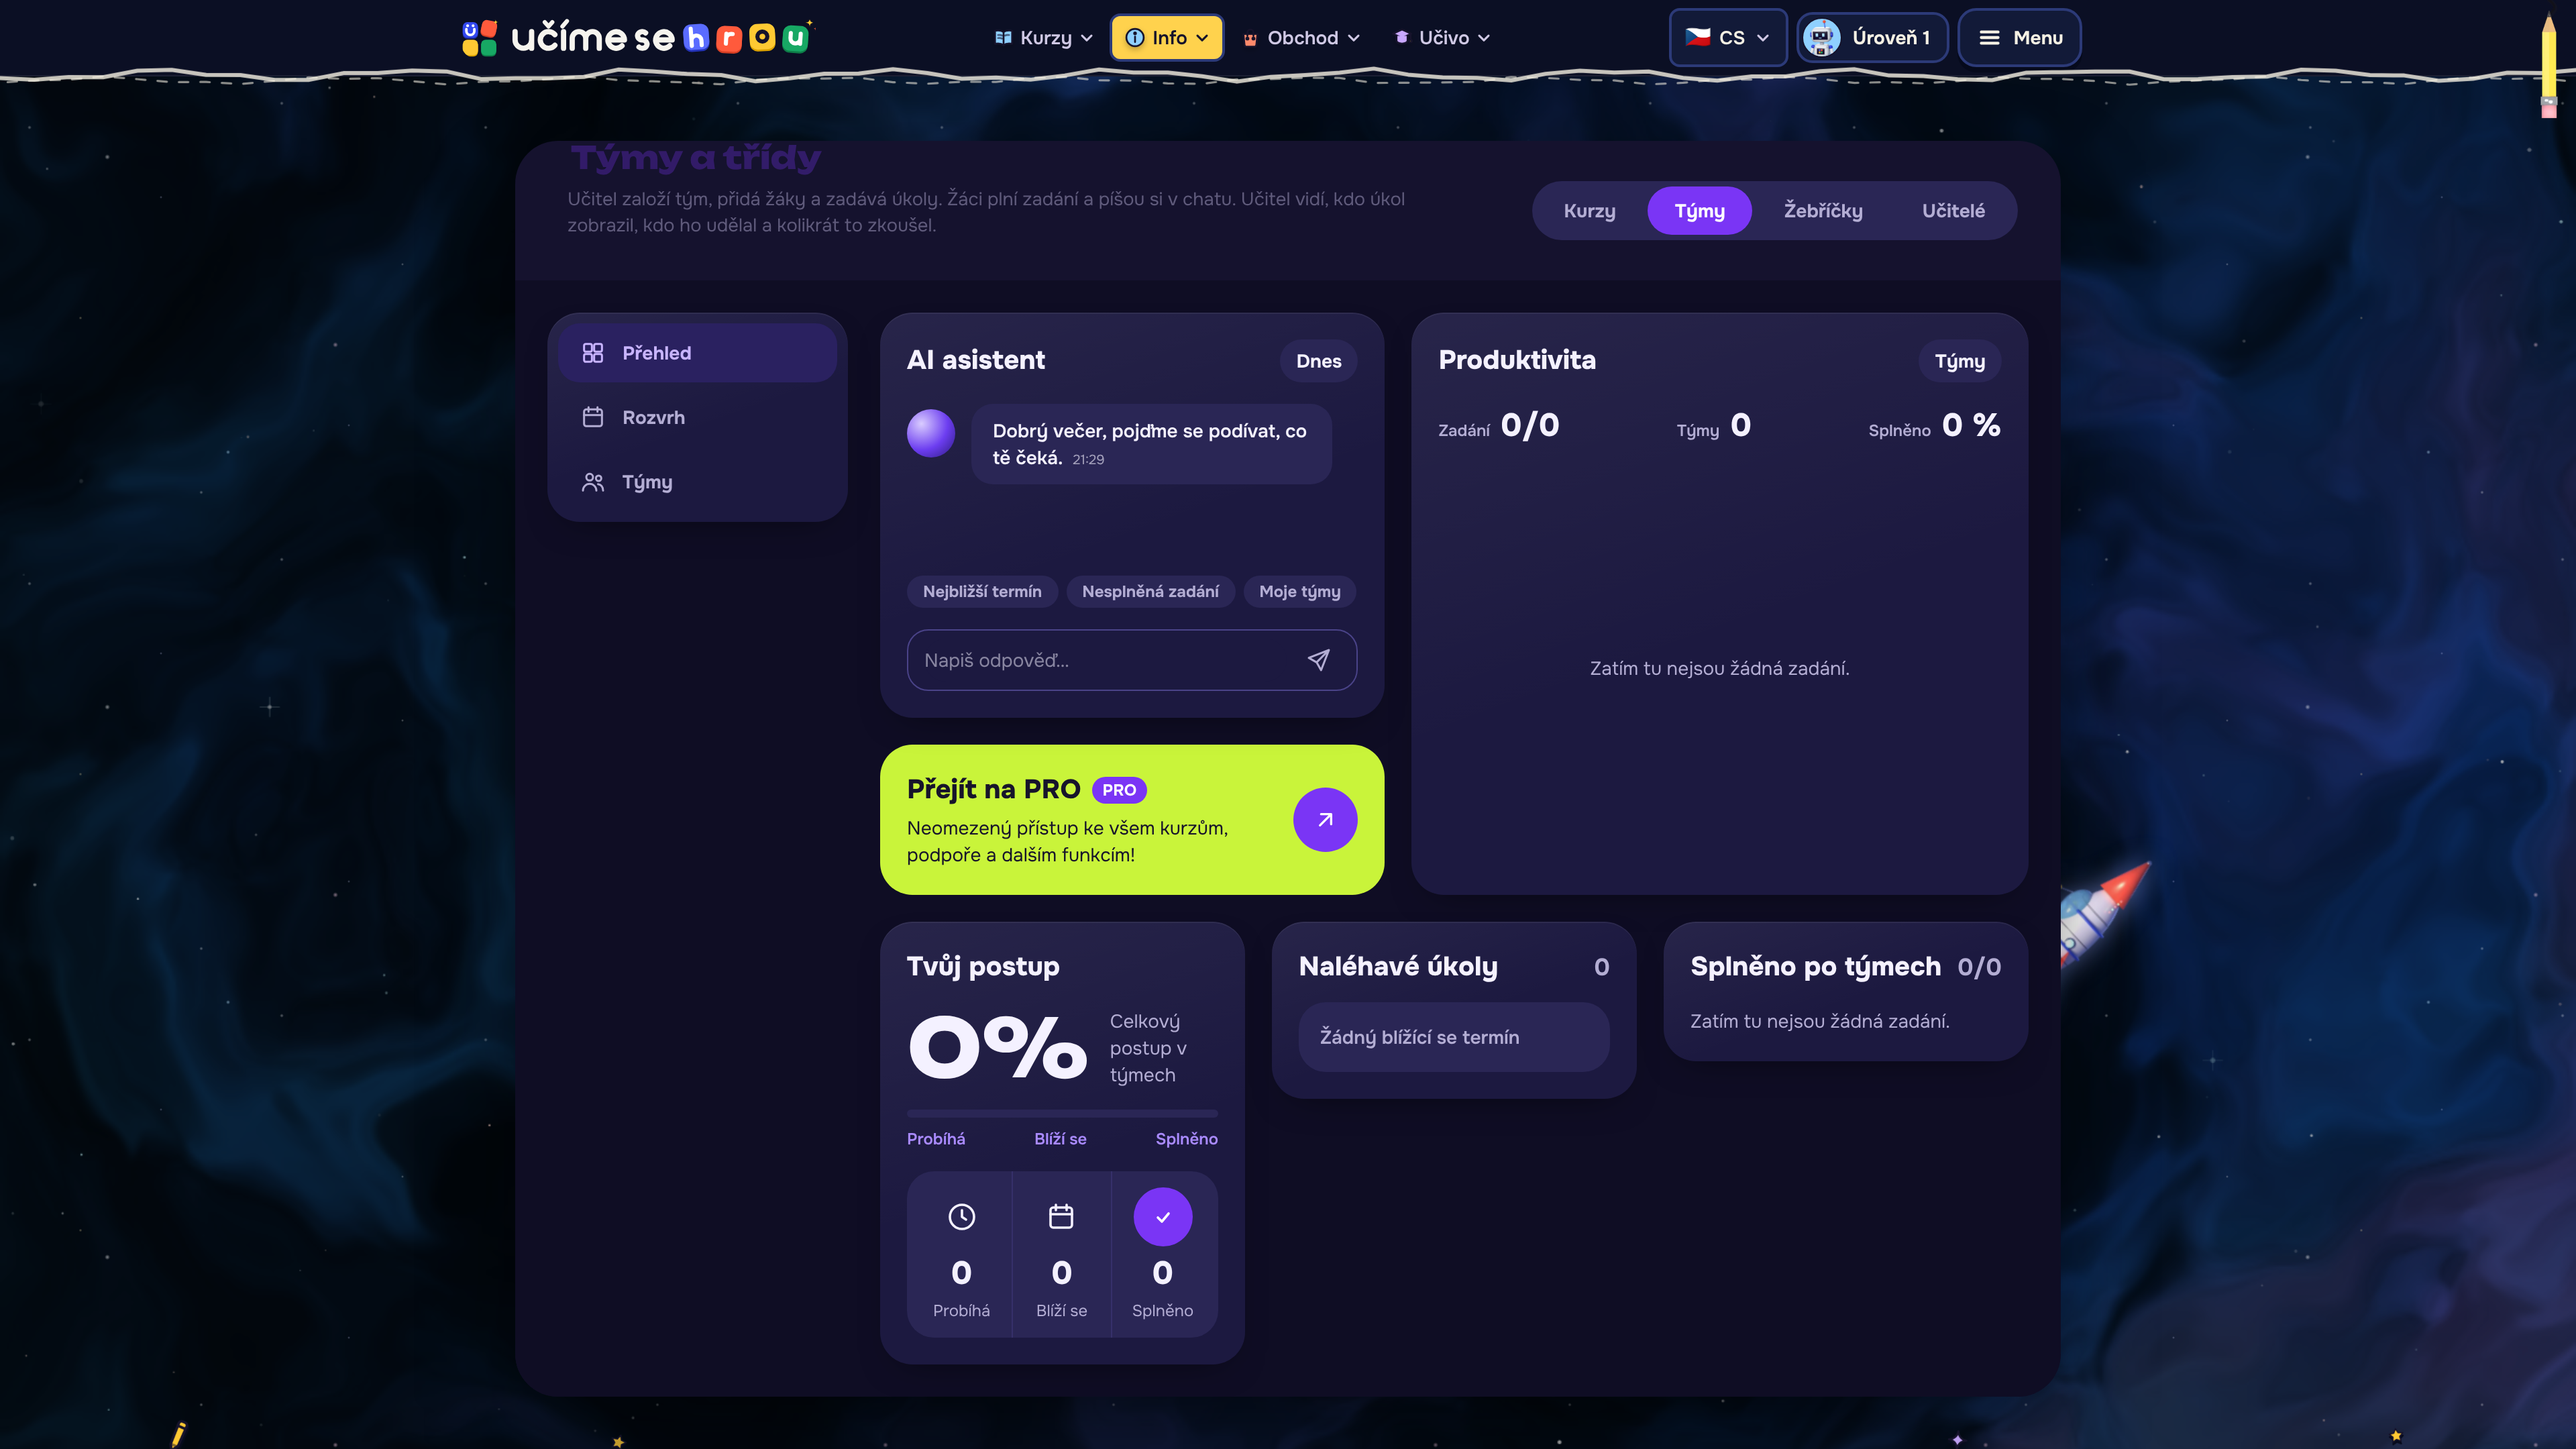 učíme se hrou
Kurzy
Info
Obchod
Učivo
CS
Úroveň 1
Menu
Týmy a třídy
Učitel založí tým, přidá žáky a zadává úkoly. Žáci plní zadání a píšou si v chatu. Učitel vidí, kdo úkol
zobrazil, kdo ho udělal a kolikrát to zkoušel.
Kurzy
Týmy
Žebříčky
Učitelé
Přehled
Rozvrh
Týmy
AI asistent
Dnes
Dobrý večer, pojďme se podívat, co
tě čeká. 21:29
Nejbližší termín
Nesplněná zadání
Moje týmy
Napiš odpověď...
Produktivita
Týmy
Zadání 0/0
Týmy 0
Splněno 0 %
Zatím tu nejsou žádná zadání.
Přejít na PRO PRO
Neomezený přístup ke všem kurzům,
podpoře a dalším funkcím!
Tvůj postup
0%
Celkový
postup v
týmech
Probíhá
Blíží se
Splněno
0
0
0
Probíhá
Blíží se
Splněno
Naléhavé úkoly 0
Žádný blížící se termín
Splněno po týmech 0/0
Zatím tu nejsou žádná zadání.